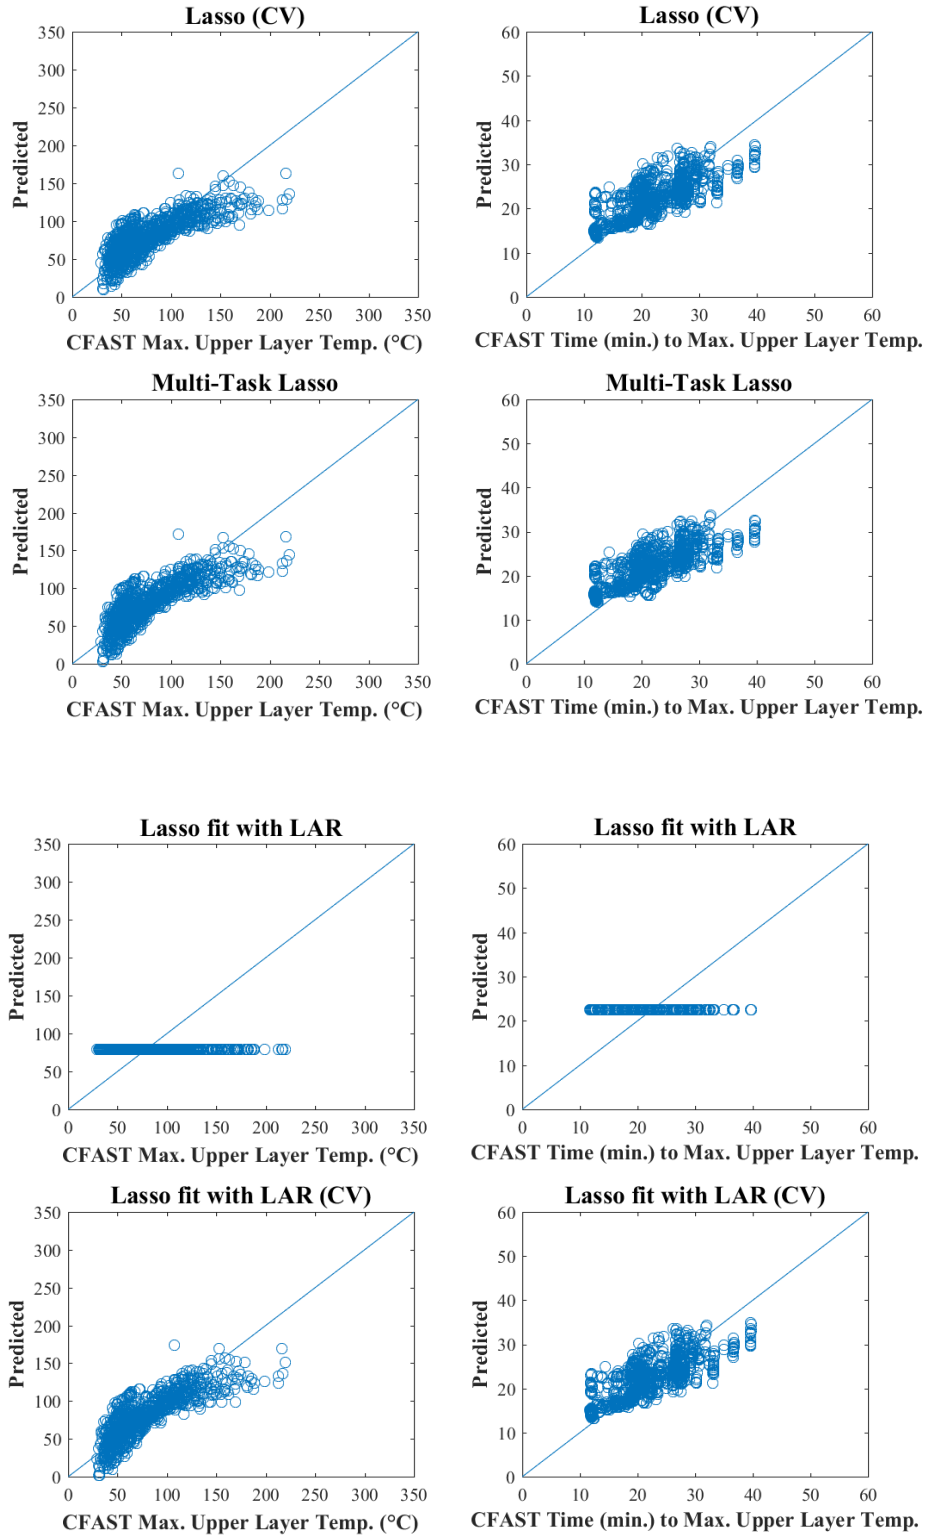 Lasso (CV)
350
300
250
200
150
100
50
0
0 50 100 150 200 250 300 350
Predicted
CFAST Max. Upper Layer Temp. (°C)
Lasso (CV)
60
50
40
30
20
10
0
0 10 20 30 40 50 60
Predicted
CFAST Time (min.) to Max. Upper Layer Temp.
Multi-Task Lasso
350
300
250
200
150
100
50
0
0 50 100 150 200 250 300 350
Predicted
CFAST Max. Upper Layer Temp. (°C)
Multi-Task Lasso
60
50
40
30
20
10
0
0 10 20 30 40 50 60
Predicted
CFAST Time (min.) to Max. Upper Layer Temp.
Lasso fit with LAR
350
300
250
200
150
100
50
0
0 50 100 150 200 250 300 350
Predicted
CFAST Max. Upper Layer Temp. (°C)
Lasso fit with LAR
60
50
40
30
20
10
0
0 10 20 30 40 50 60
Predicted
CFAST Time (min.) to Max. Upper Layer Temp.
Lasso fit with LAR (CV)
350
300
250
200
150
100
50
0
0 50 100 150 200 250 300 350
Predicted
CFAST Max. Upper Layer Temp. (°C)
Lasso fit with LAR (CV)
60
50
40
30
20
10
0
0 10 20 30 40 50 60
Predicted
CFAST Time (min.) to Max. Upper Layer Temp.